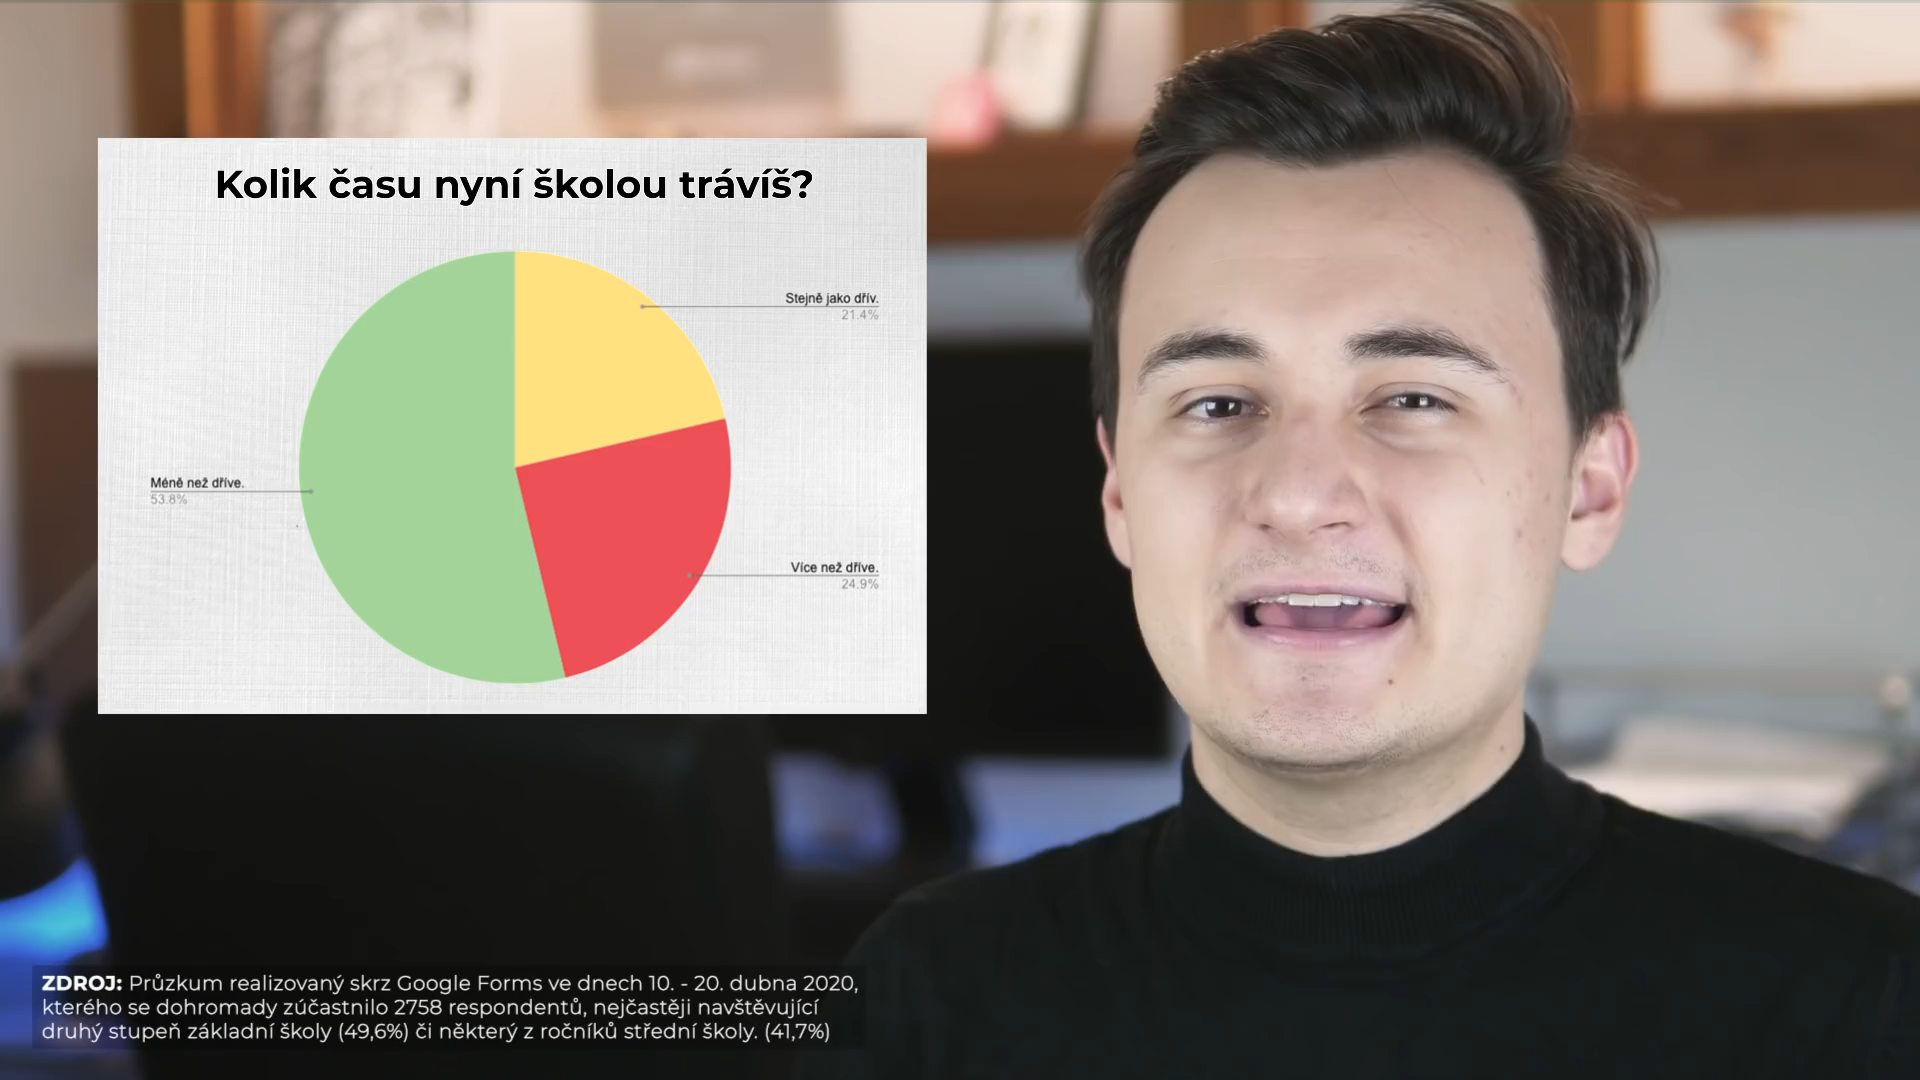 Kolik času nyní školou trávíš?
Stejně jako dřív.
21.4%
Méně než dříve.
53.8%
Více než dříve.
24.9%
ZDROJ: Průzkum realizovaný skrz Google Forms ve dnech 10. - 20. dubna 2020,
kterého se dohromady zúčastnilo 2758 respondentů, nejčastěji navštěvující
druhý stupeň základní školy (49,6%) či některý z ročníků střední školy. (41,7%)